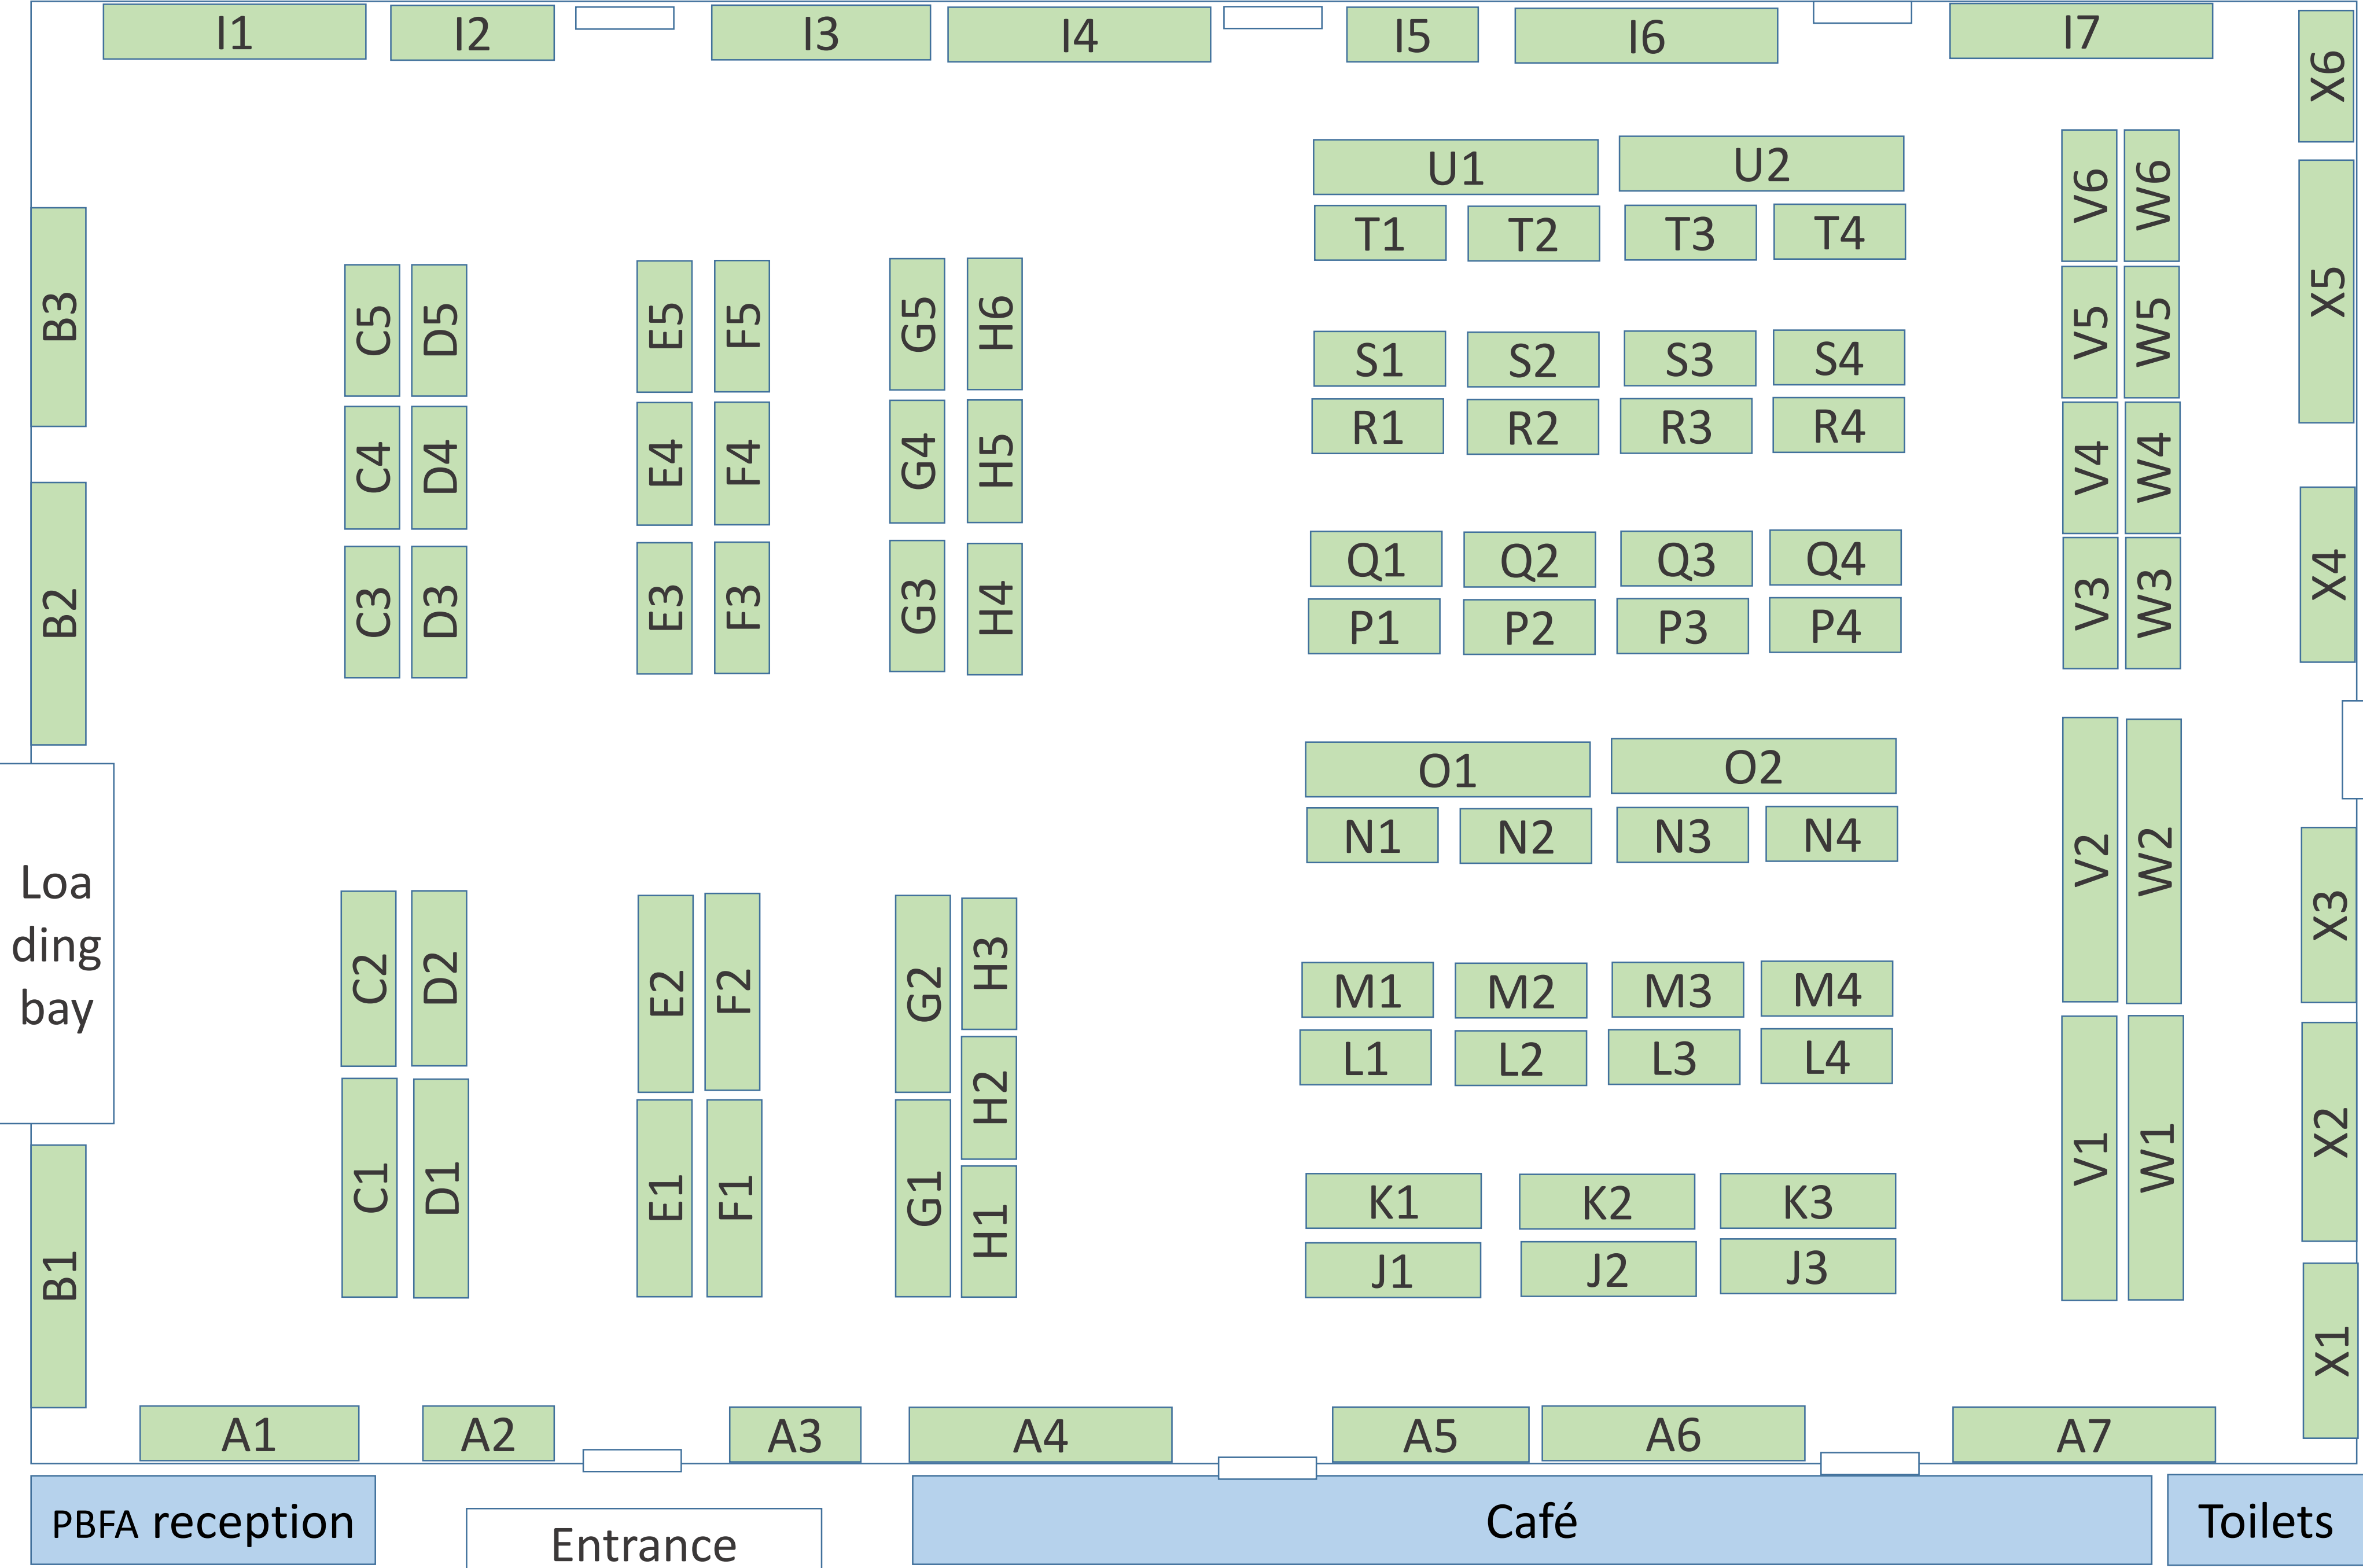 I1 I2 I3 I4 I5 I6 I7
X6
U1 U2
V6 W6
T1 T2 T3 T4
X5
B3
C5 D5 E5 F5 G5 H6
S1 S2 S3 S4
V5 W5
R1 R2 R3 R4
C4 D4 E4 F4 G4 H5
V4 W4
Q1 Q2 Q3 Q4
X4
B2
C3 D3 E3 F3 G3 H4
P1 P2 P3 P4
V3 W3
O1 O2
N1 N2 N3 N4
V2 W2
X3
Loa
ding
bay
C2 D2 E2 F2 G2 H3
M1 M2 M3 M4
L1 L2 L3 L4
H2
X2
C1 D1 E1 F1 G1 H1
K1 K2 K3
V1 W1
J1 J2 J3
B1
X1
A1 A2 A3 A4 A5 A6 A7
PBFA reception
Entrance
Café
Toilets